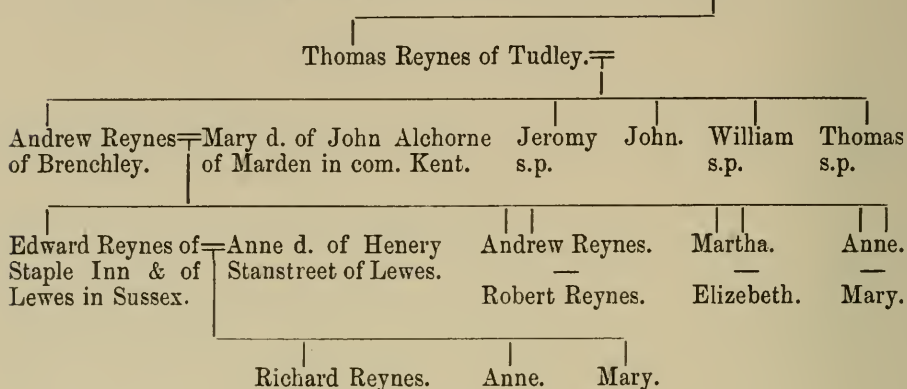 Thomas Reynes of Tudley.
Andrew Reynes Mary d. of John Alchorne Jeromy John. William Thomas
of Brenchley. of Marden in com. Kent. s.p. s.p. s.p.
Edward Reynes of Anne d. of Henery Andrew Reynes. Martha. Anne.
Staple Inn & of Stanstreet of Lewes. — — —
Lewes in Sussex. Robert Reynes. Elizebeth. Mary.
Richard Reynes. Anne. Mary.